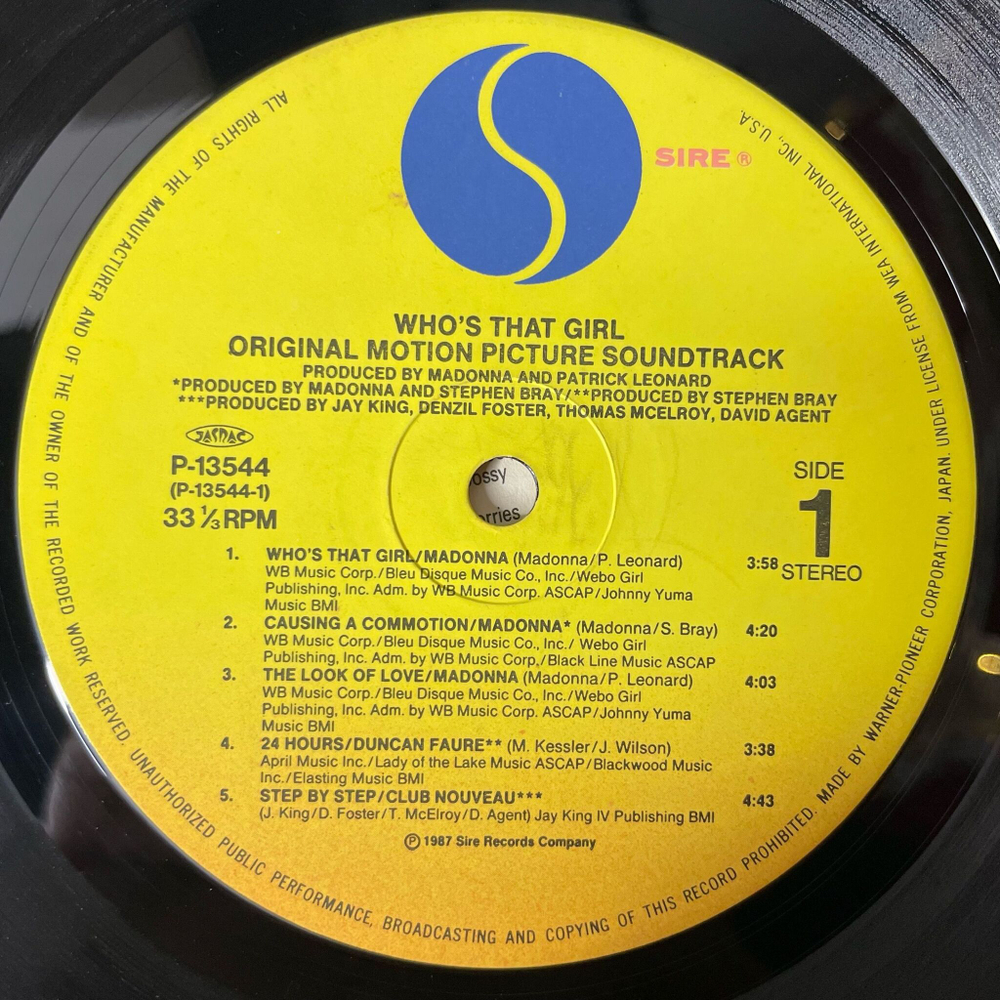 SIRE ®
WHO'S THAT GIRL
ORIGINAL MOTION PICTURE SOUNDTRACK
PRODUCED BY MADONNA AND PATRICK LEONARD
*PRODUCED BY MADONNA AND STEPHEN BRAY/**PRODUCED BY STEPHEN BRAY
***PRODUCED BY JAY KING, DENZIL FOSTER, THOMAS MCELROY, DAVID AGENT
JASRAC
P-13544
(P-13544-1)
33 ⅓ RPM
SIDE
1
STEREO
ossy
orries
1. WHO'S THAT GIRL/MADONNA (Madonna/P. Leonard) 3:58
WB Music Corp./Bleu Disque Music Co., Inc./Webo Girl
Publishing, Inc. Adm. by WB Music Corp. ASCAP/Johnny Yuma
Music BMI
2. CAUSING A COMMOTION/MADONNA* (Madonna/S. Bray) 4:20
WB Music Corp./Bleu Disque Music Co., Inc./ Webo Girl
Publishing, Inc. Adm. by WB Music Corp./Black Line Music ASCAP
3. THE LOOK OF LOVE/MADONNA (Madonna/P. Leonard) 4:03
WB Music Corp./Bleu Disque Music Co., Inc./Webo Girl
Publishing, Inc. Adm. by WB Music Corp. ASCAP/Johnny Yuma
Music BMI
4. 24 HOURS/DUNCAN FAURE** (M. Kessler/J. Wilson) 3:38
April Music Inc./Lady of the Lake Music ASCAP/Blackwood Music
Inc./Elasting Music BMI
5. STEP BY STEP/CLUB NOUVEAU*** 4:43
(J. King/D. Foster/T. McElroy/D. Agent) Jay King IV Publishing BMI
Ⓟ 1987 Sire Records Company
ALL RIGHTS OF THE MANUFACTURER AND OF THE OWNER OF THE RECORDED WORK RESERVED. UNAUTHORIZED PUBLIC PERFORMANCE, BROADCASTING AND COPYING OF THIS RECORD PROHIBITED. MADE BY WARNER-PIONEER CORPORATION, JAPAN. UNDER LICENSE FROM WEA INTERNATIONAL INC., U.S.A.